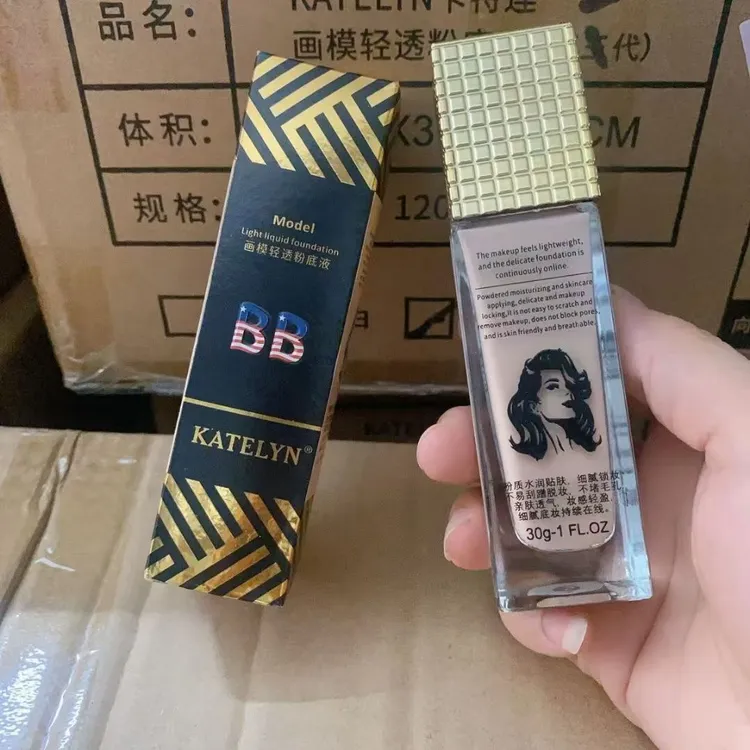 品名:
KATELYN卡特莲
画模轻透粉底
代)
体积:
CM
规格:
120
Model
Light liquid foundation
画模轻透粉底液
BB
KATELYN®
KATELYN
The makeup feels lightweight,
and the delicate foundation is
continuously online.
Powdered moisturizing and skincare
applying, delicate and makeup
locking,it is not easy to scratch and
remove makeup, does not block pores,
and is skin friendly and breathable.
粉质水润贴肤, 细腻锁妆
不易刮蹭脱妆, 不堵毛孔
亲肤透气, 妆感轻盈,
细腻底妆持续在线。
30g-1 FL.OZ
向